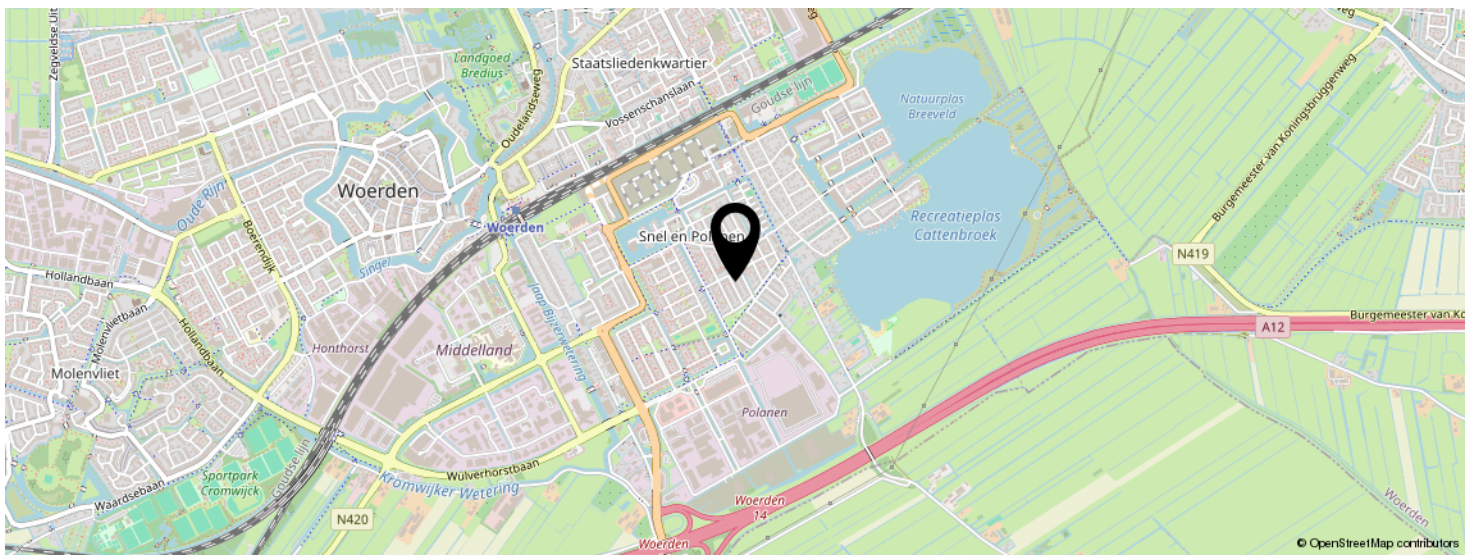 Zegveldse Uit
Landgoed
Bredius
Oudelandseweg
Staatsliedenkwartier
Vossenschanslaan
Goudse lijn
weg
Natuurplas
Breeveld
weg
Burgemeester van Koningsbruggenweg
Oude Rijn
Woerden
Woerden
Snel en Polanen
Recreatieplas
Cattenbroek
N419
Boerendijk
Singel
Hollandbaan
Molenvlietbaan
Hollandbaan
Honthorst
Middelland
Jaap Bijzerwetering
Burgemeester van Ko
A12
Molenvliet
Polanen
Sportpark
Cromwijck
Goudse lijn
Wulverhorstbaan
Kromwijker Wetering
Waardsebaan
N420
Woerden
14
Woerden
Woerden
© OpenStreetMap contributors